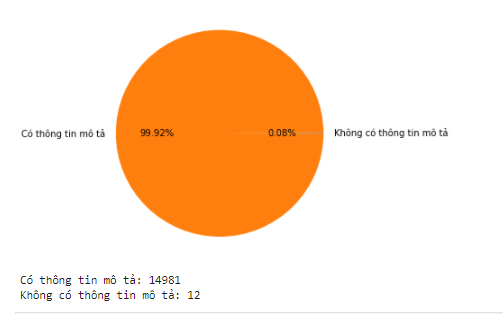 Có thông tin mô tả 99.92% 0.08% Không có thông tin mô tả
Có thông tin mô tả: 14981
Không có thông tin mô tả: 12